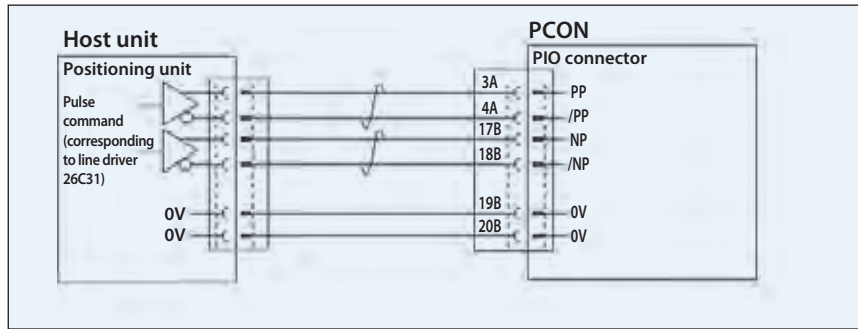 Host unit
PCON
Positioning unit
PIO connector
Pulse
command
(corresponding
to line driver
26C31)
0V
0V
3A
4A
17B
18B
19B
20B
PP
/PP
NP
/NP
0V
0V